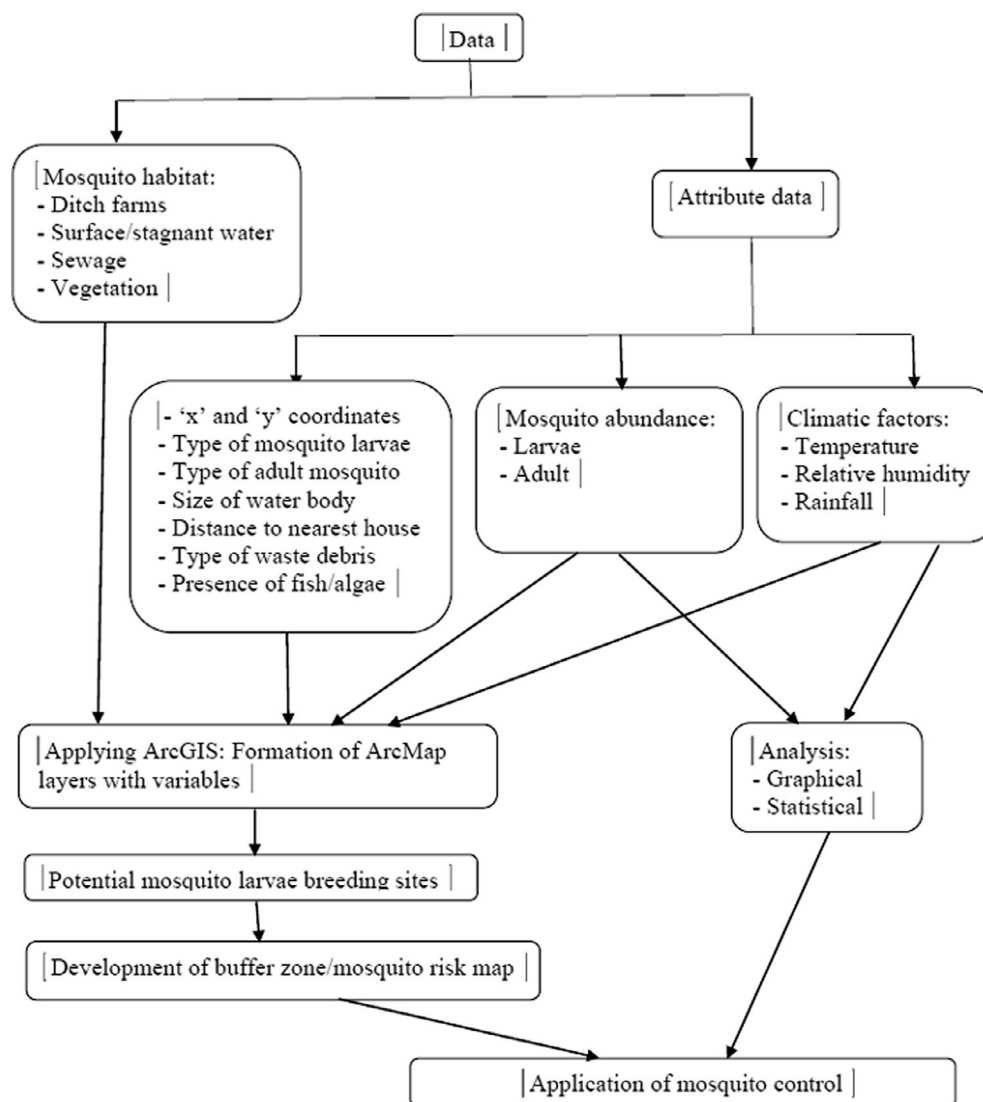 Data
Mosquito habitat:
- Ditch farms
- Surface/stagnant water
- Sewage
- Vegetation
Attribute data
- ‘x’ and ‘y’ coordinates
- Type of mosquito larvae
- Type of adult mosquito
- Size of water body
- Distance to nearest house
- Type of waste debris
- Presence of fish/algae
Mosquito abundance:
- Larvae
- Adult
Climatic factors:
- Temperature
- Relative humidity
- Rainfall
Applying ArcGIS: Formation of ArcMap
layers with variables
Analysis:
- Graphical
- Statistical
Potential mosquito larvae breeding sites
Development of buffer zone/mosquito risk map
Application of mosquito control